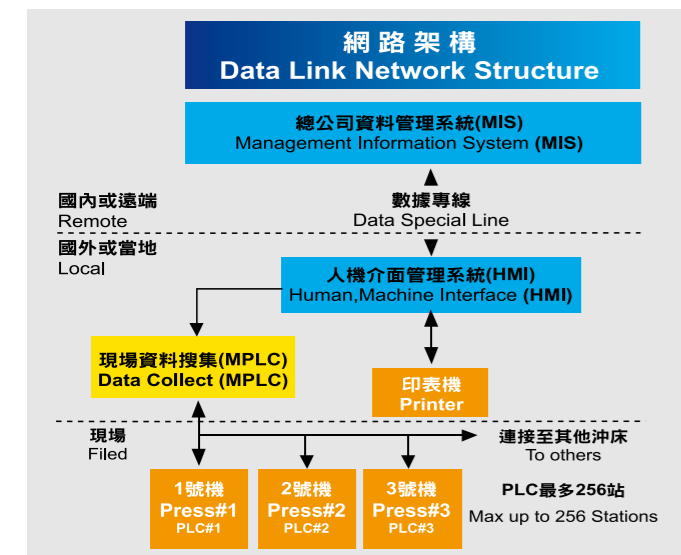 網路架構
Data Link Network Structure
總公司資料管理系統(MIS)
Management Information System (MIS)
國內或遠端
Remote
數據專線
Data Special Line
國外或當地
Local
人機介面管理系統(HMI)
Human,Machine Interface (HMI)
現場資料搜集(MPLC)
Data Collect (MPLC)
印表機
Printer
現場
Filed
連接至其他沖床
To others
1號機
Press#1
PLC#1
2號機
Press#2
PLC#2
3號機
Press#3
PLC#3
PLC最多256站
Max up to 256 Stations